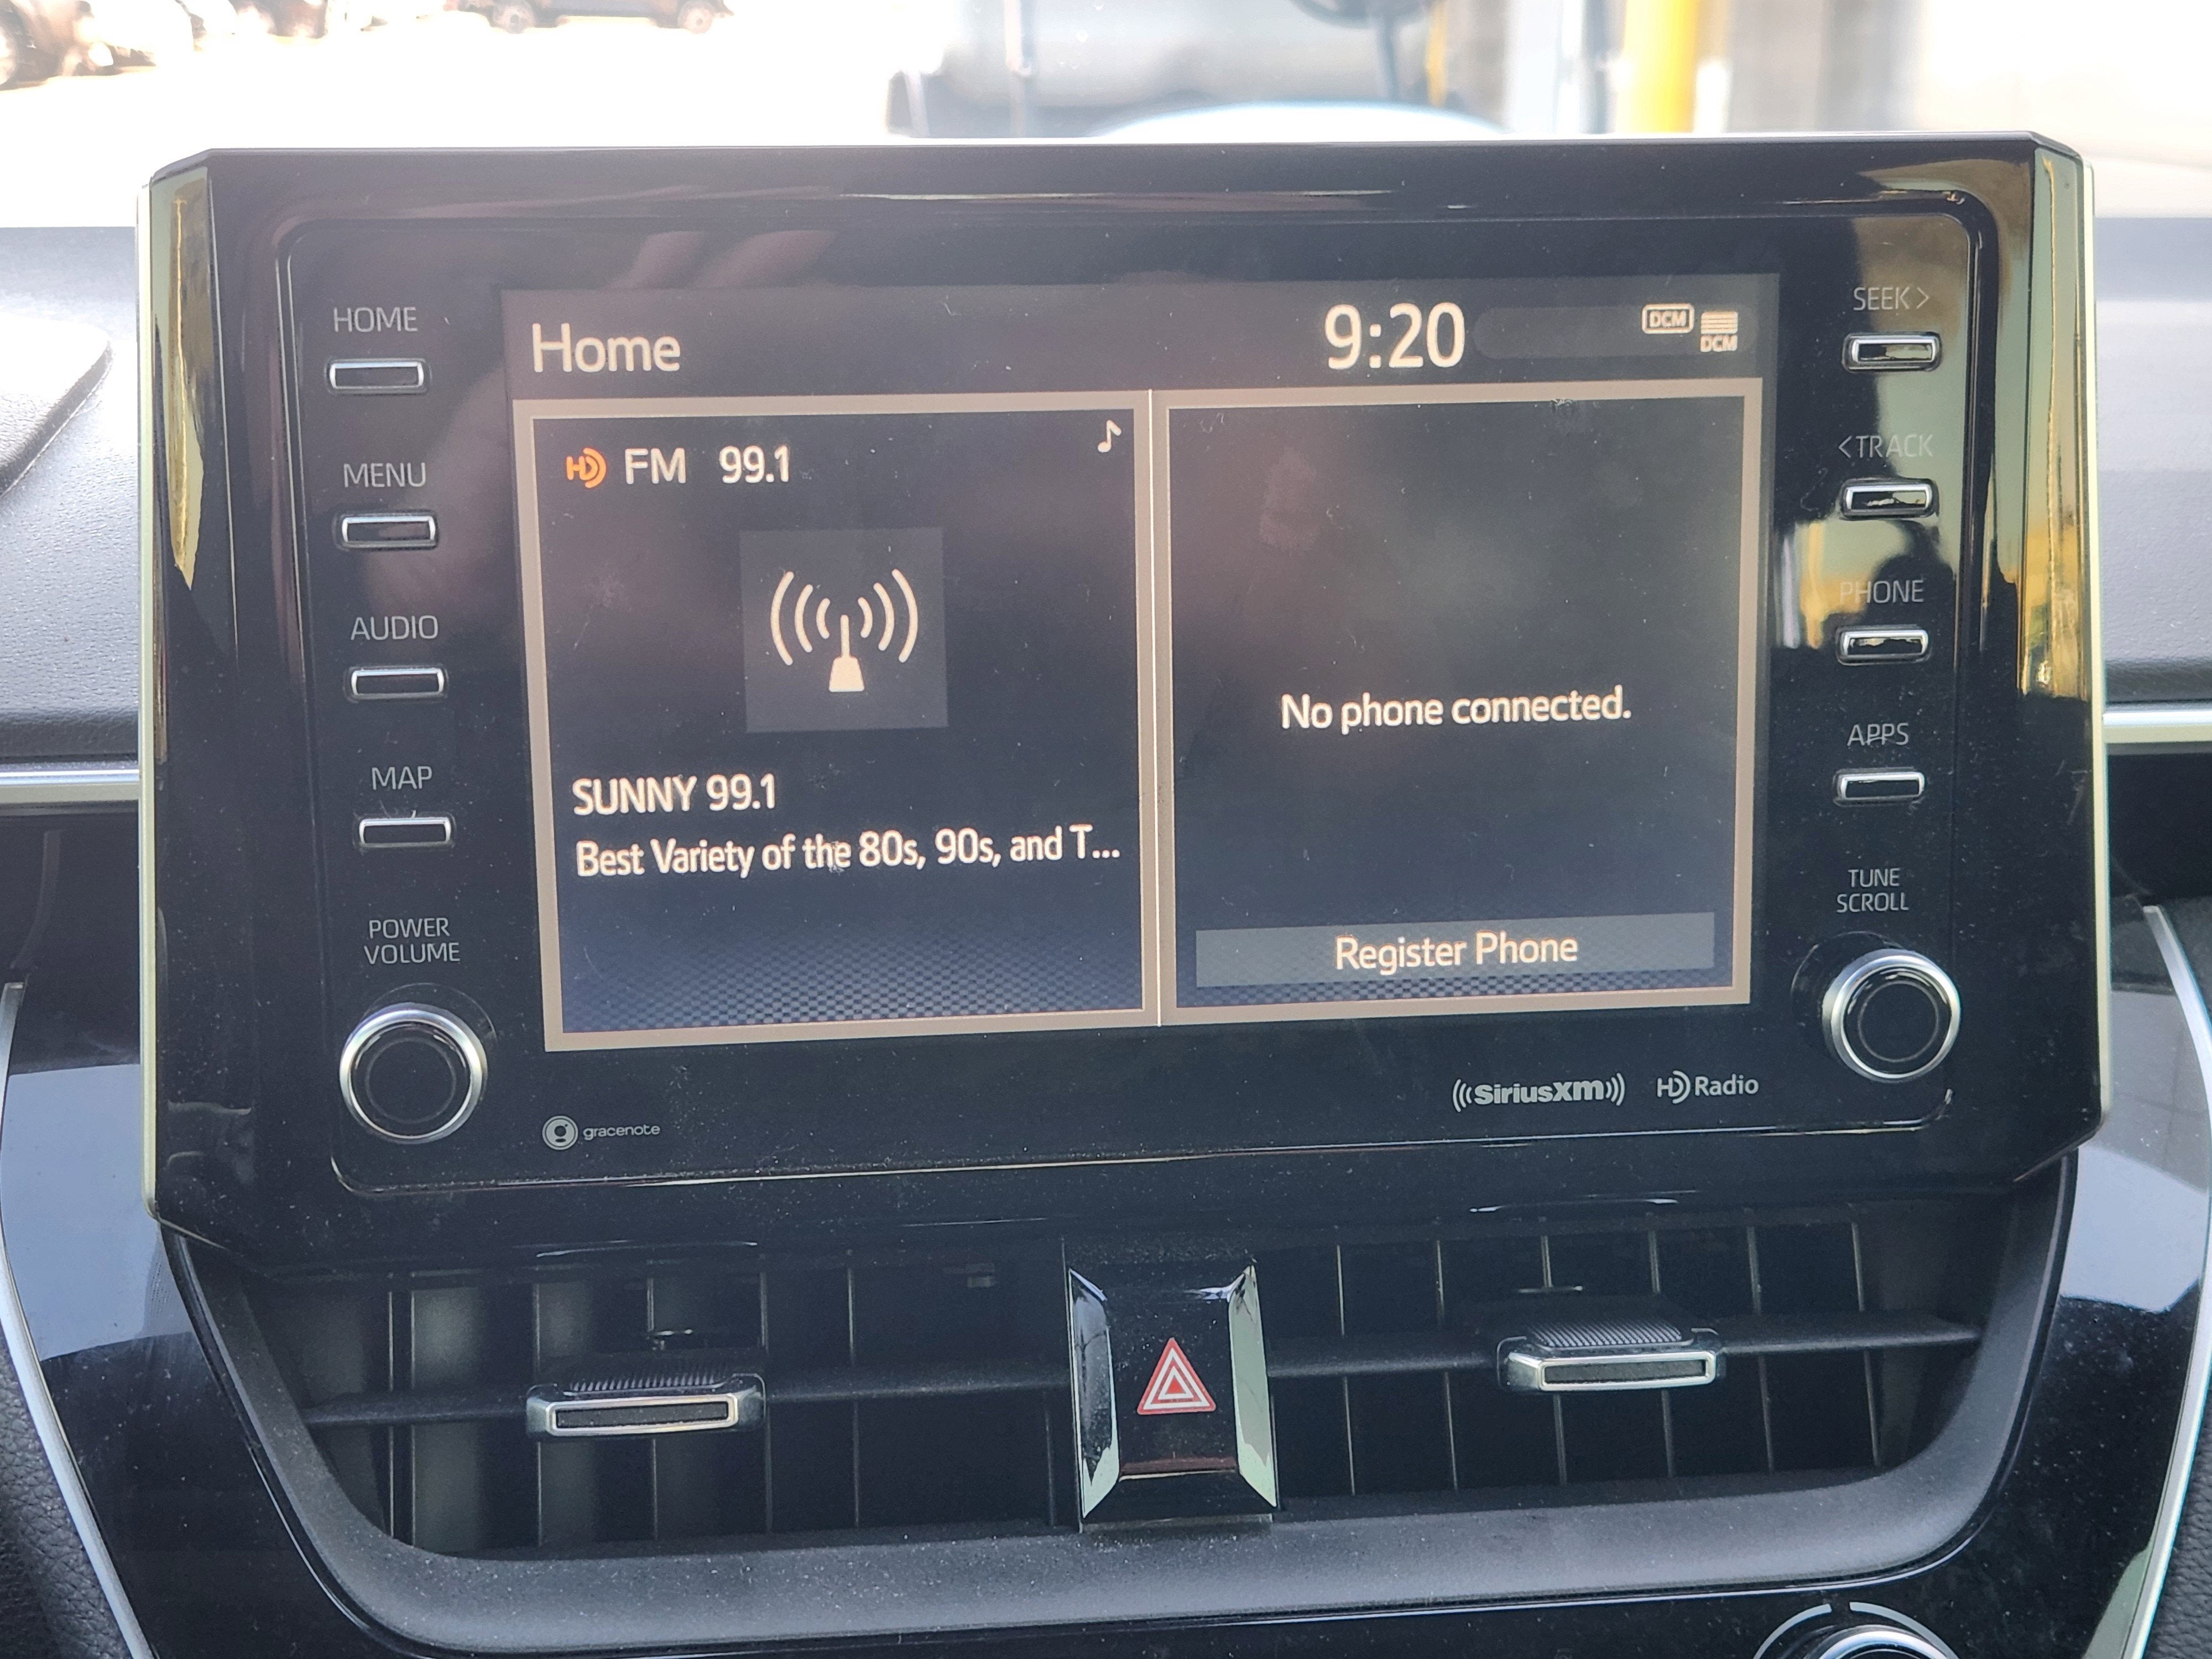 HOME
MENU
AUDIO
MAP
POWER
VOLUME
Home
9:20
DCM
DCM
HD FM 99.1
SUNNY 99.1
Best Variety of the 80s, 90s, and T...
No phone connected.
Register Phone
SEEK >
< TRACK
PHONE
APPS
TUNE
SCROLL
gracenote
((SiriusXM))
HD Radio